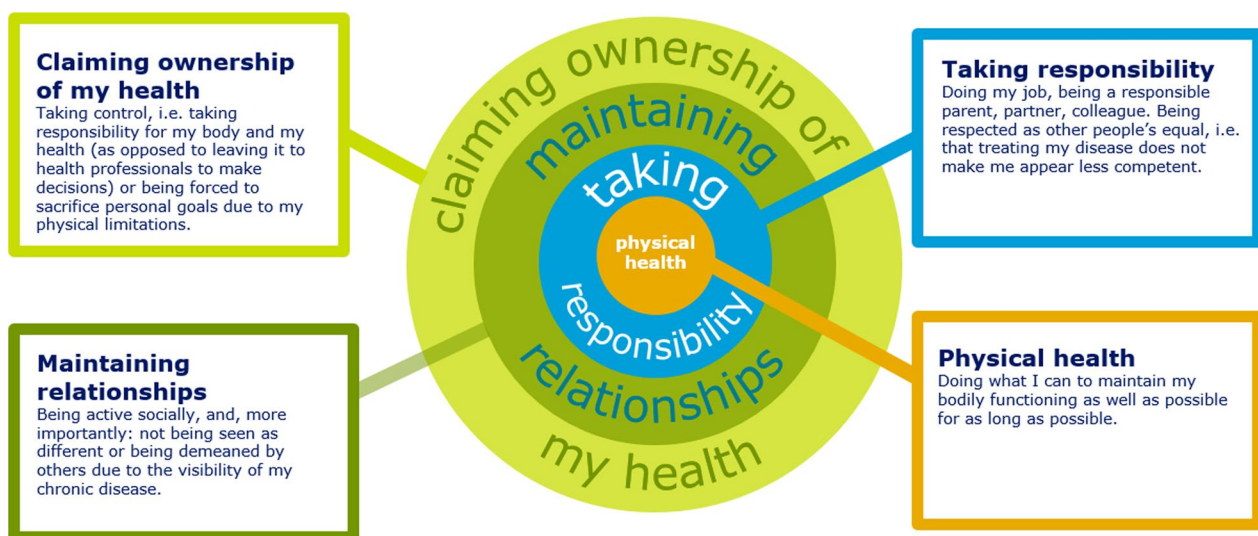 Claiming ownership
of my health
Taking control, i.e. taking
responsibility for my body and my
health (as opposed to leaving it to
health professionals to make
decisions) or being forced to
sacrifice personal goals due to my
physical limitations.
Maintaining
relationships
Being active socially, and, more
importantly: not being seen as
different or being demeaned by
others due to the visibility of my
chronic disease.
claiming ownership of
my health
maintaining
relationships
taking
responsibility
physical
health
Taking responsibility
Doing my job, being a responsible
parent, partner, colleague. Being
respected as other people’s equal, i.e.
that treating my disease does not
make me appear less competent.
Physical health
Doing what I can to maintain my
bodily functioning as well as possible
for as long as possible.